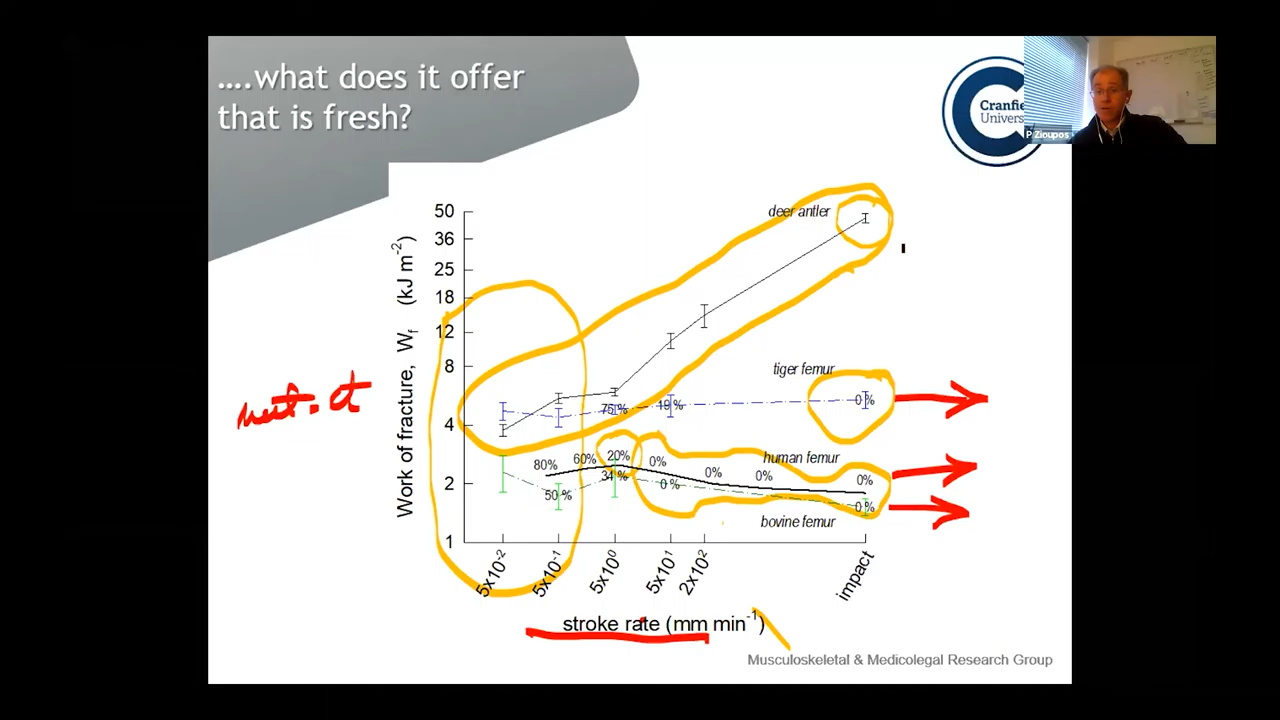 ....what does it offer
that is fresh?
Cranfie
Univers
P Zioupos
Work of fracture, Wf (kJ m-2)
50
36
25
18
12
8
4
2
1
deer antler
tiger femur
75 %
19 %
0 %
human femur
80%
60%
20%
0%
0%
0%
0%
50 %
34 %
0 %
0 %
bovine femur
5x10-2
5x10-1
5x100
5x101
2x102
impact
stroke rate (mm min-1)
Musculoskeletal & Medicolegal Research Group